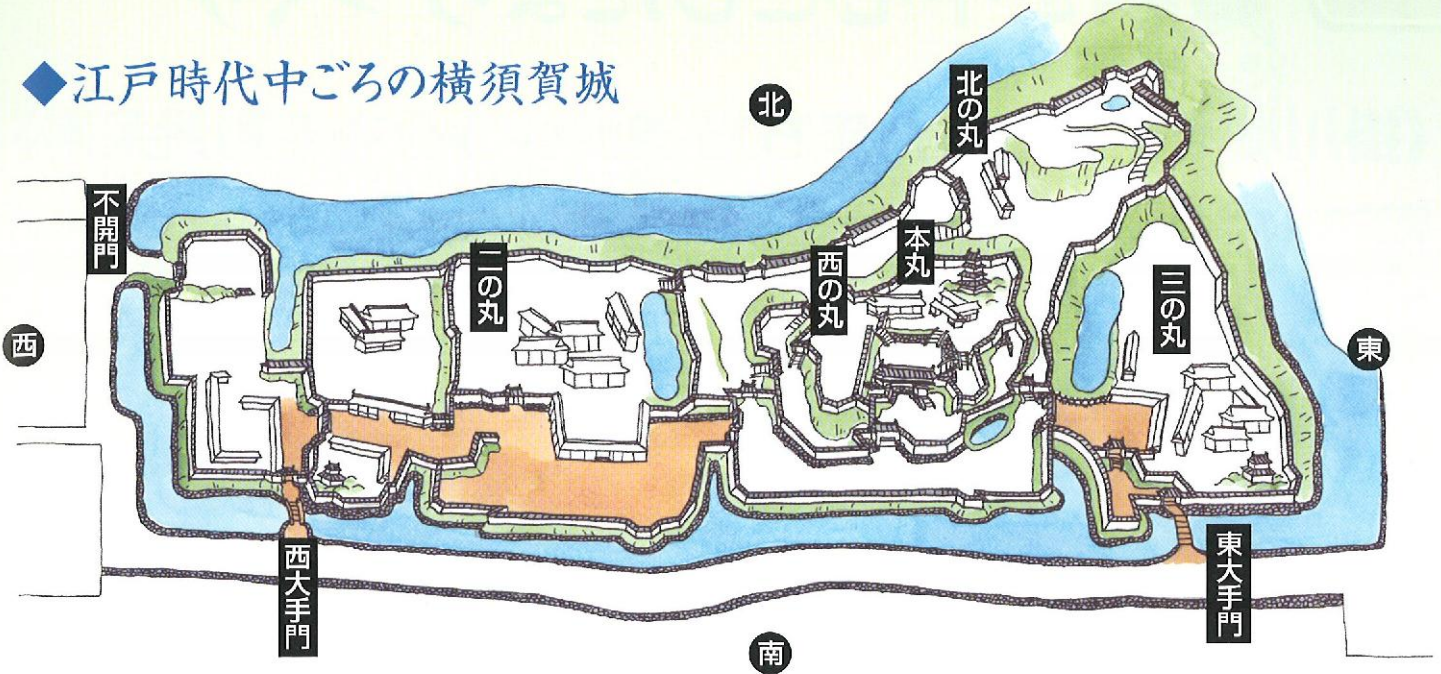 ◆江戸時代中ごろの横須賀城
北
北の丸
不開門
二の丸
西の丸
本丸
三の丸
西
東
西大手門
東大手門
南